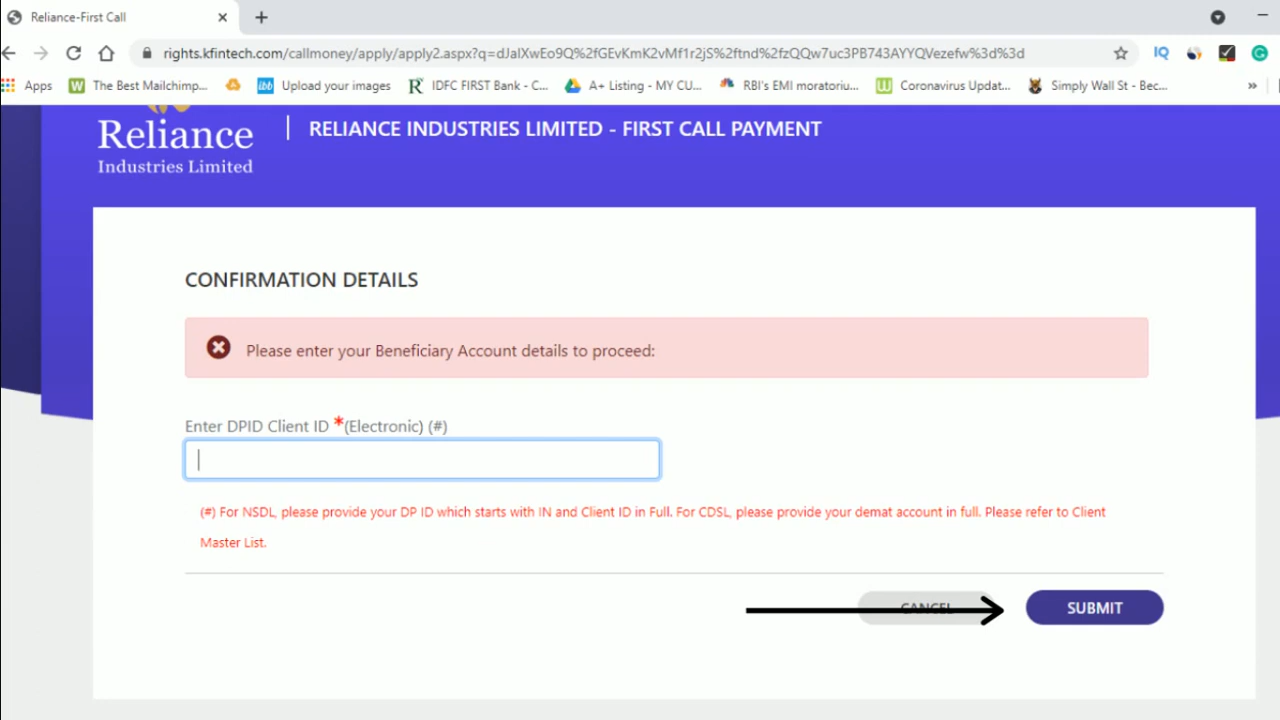 Reliance-First Call
rights.kfintech.com/callmoney/apply/apply2.aspx?q=dJaIXwEo9Q%2fGEvKmK2vMf1r2jS%2ftnd%2fzQQw7uc3PB743AYYQVezefw%3d%3d
Apps The Best Mailchimp... Upload your images IDFC FIRST Bank - C... A+ Listing - MY CU... RBI's EMI moratoriu... Coronavirus Updat... Simply Wall St - Bec... »
Reliance
Industries Limited
RELIANCE INDUSTRIES LIMITED - FIRST CALL PAYMENT
CONFIRMATION DETAILS
Please enter your Beneficiary Account details to proceed:
Enter DPID Client ID *(Electronic) (#)
(#) For NSDL, please provide your DP ID which starts with IN and Client ID in Full. For CDSL, please provide your demat account in full. Please refer to Client
Master List.
CANCEL SUBMIT